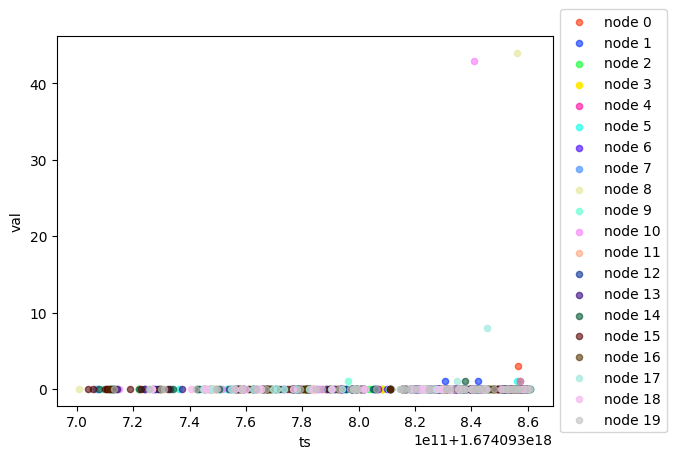 val
40
30
20
10
0
7.0 7.2 7.4 7.6 7.8 8.0 8.2 8.4 8.6
ts
1e11+1.674093e18
node 0
node 1
node 2
node 3
node 4
node 5
node 6
node 7
node 8
node 9
node 10
node 11
node 12
node 13
node 14
node 15
node 16
node 17
node 18
node 19